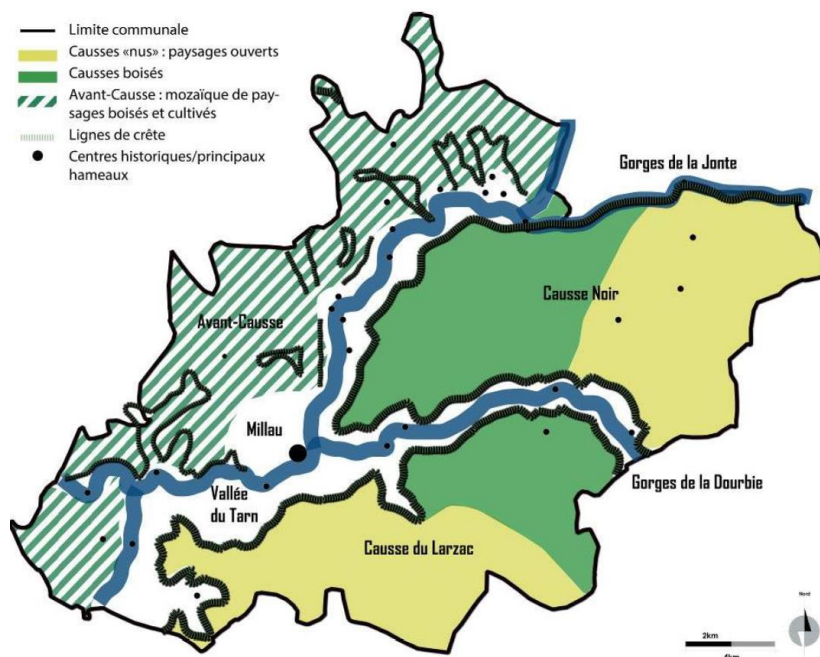 Limite communale
Causses «nus» : paysages ouverts
Causses boisés
Avant-Causse : mozaïque de pay-
sages boisés et cultivés
Lignes de crête
Centres historiques/principaux
hameaux
Gorges de la Jonte
Causse Noir
Avant-Causse
Millau
Vallée
du Tarn
Gorges de la Dourbie
Causse du Larzac
Nord
2km
4km